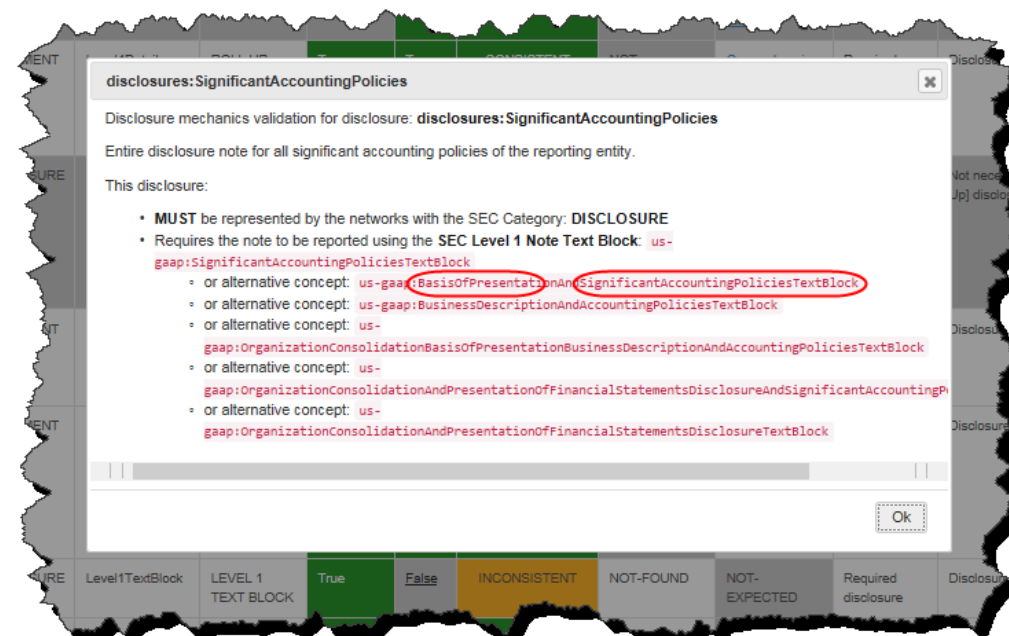 disclosures:SignificantAccountingPolicies
Disclosure mechanics validation for disclosure: disclosures:SignificantAccountingPolicies
Entire disclosure note for all significant accounting policies of the reporting entity.
This disclosure:
• MUST be represented by the networks with the SEC Category: DISCLOSURE
• Requires the note to be reported using the SEC Level 1 Note Text Block: us-
gaap:SignificantAccountingPoliciesTextBlock
◦ or alternative concept: us-gaap:BasisOfPresentationAndSignificantAccountingPoliciesTextBlock
◦ or alternative concept: us-gaap:BusinessDescriptionAndAccountingPoliciesTextBlock
◦ or alternative concept: us-
gaap:OrganizationConsolidationBasisOfPresentationBusinessDescriptionAndAccountingPoliciesTextBlock
◦ or alternative concept: us-
gaap:OrganizationConsolidationAndPresentationOfFinancialStatementsDisclosureAndSignificantAccountingP
◦ or alternative concept: us-
gaap:OrganizationConsolidationAndPresentationOfFinancialStatementsDisclosureTextBlock
Ok
Level1TextBlock LEVEL 1 True False INCONSISTENT NOT-FOUND NOT- Required
TEXT BLOCK EXPECTED disclosure